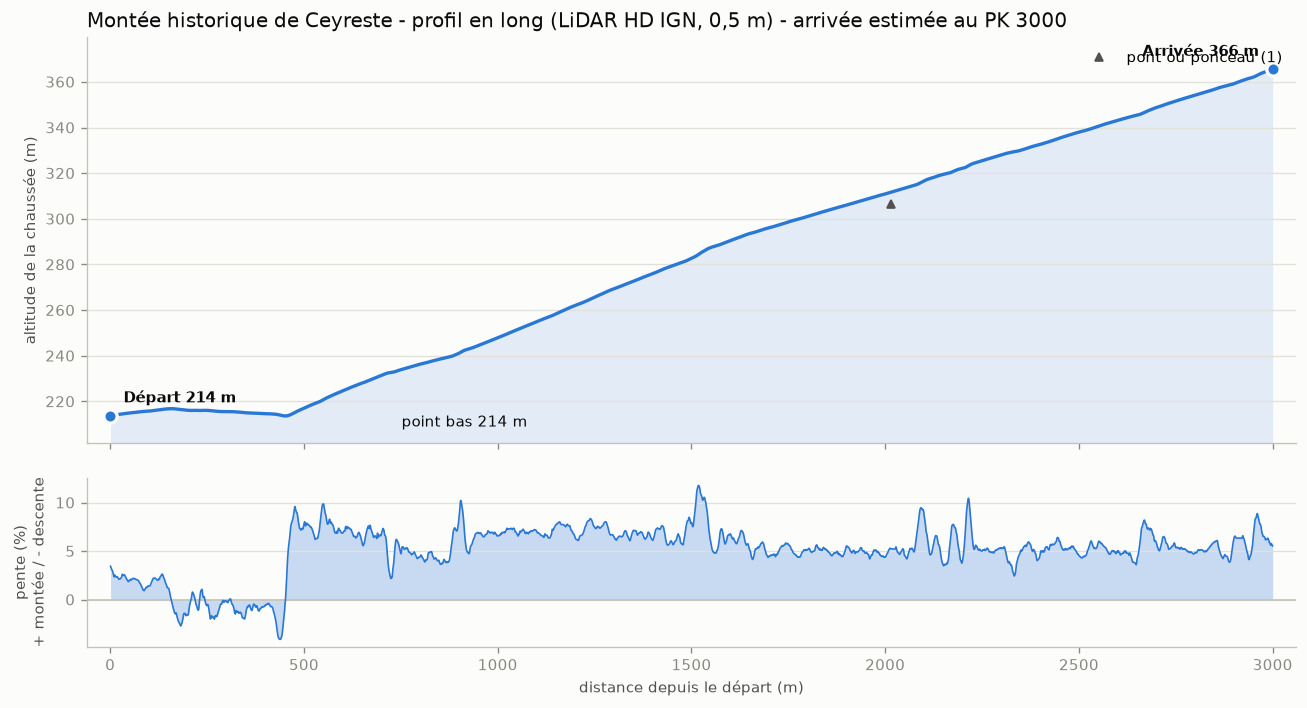 Montée historique de Ceyreste - profil en long (LiDAR HD IGN, 0,5 m) - arrivée estimée au PK 3000
Arrivée 366 m
pont ou ponceau (1)
altitude de la chaussée (m)
360
340
320
300
280
260
240
220
Départ 214 m
point bas 214 m
pente (%)
+ montée / - descente
10
5
0
0
500
1000
1500
2000
2500
3000
distance depuis le départ (m)